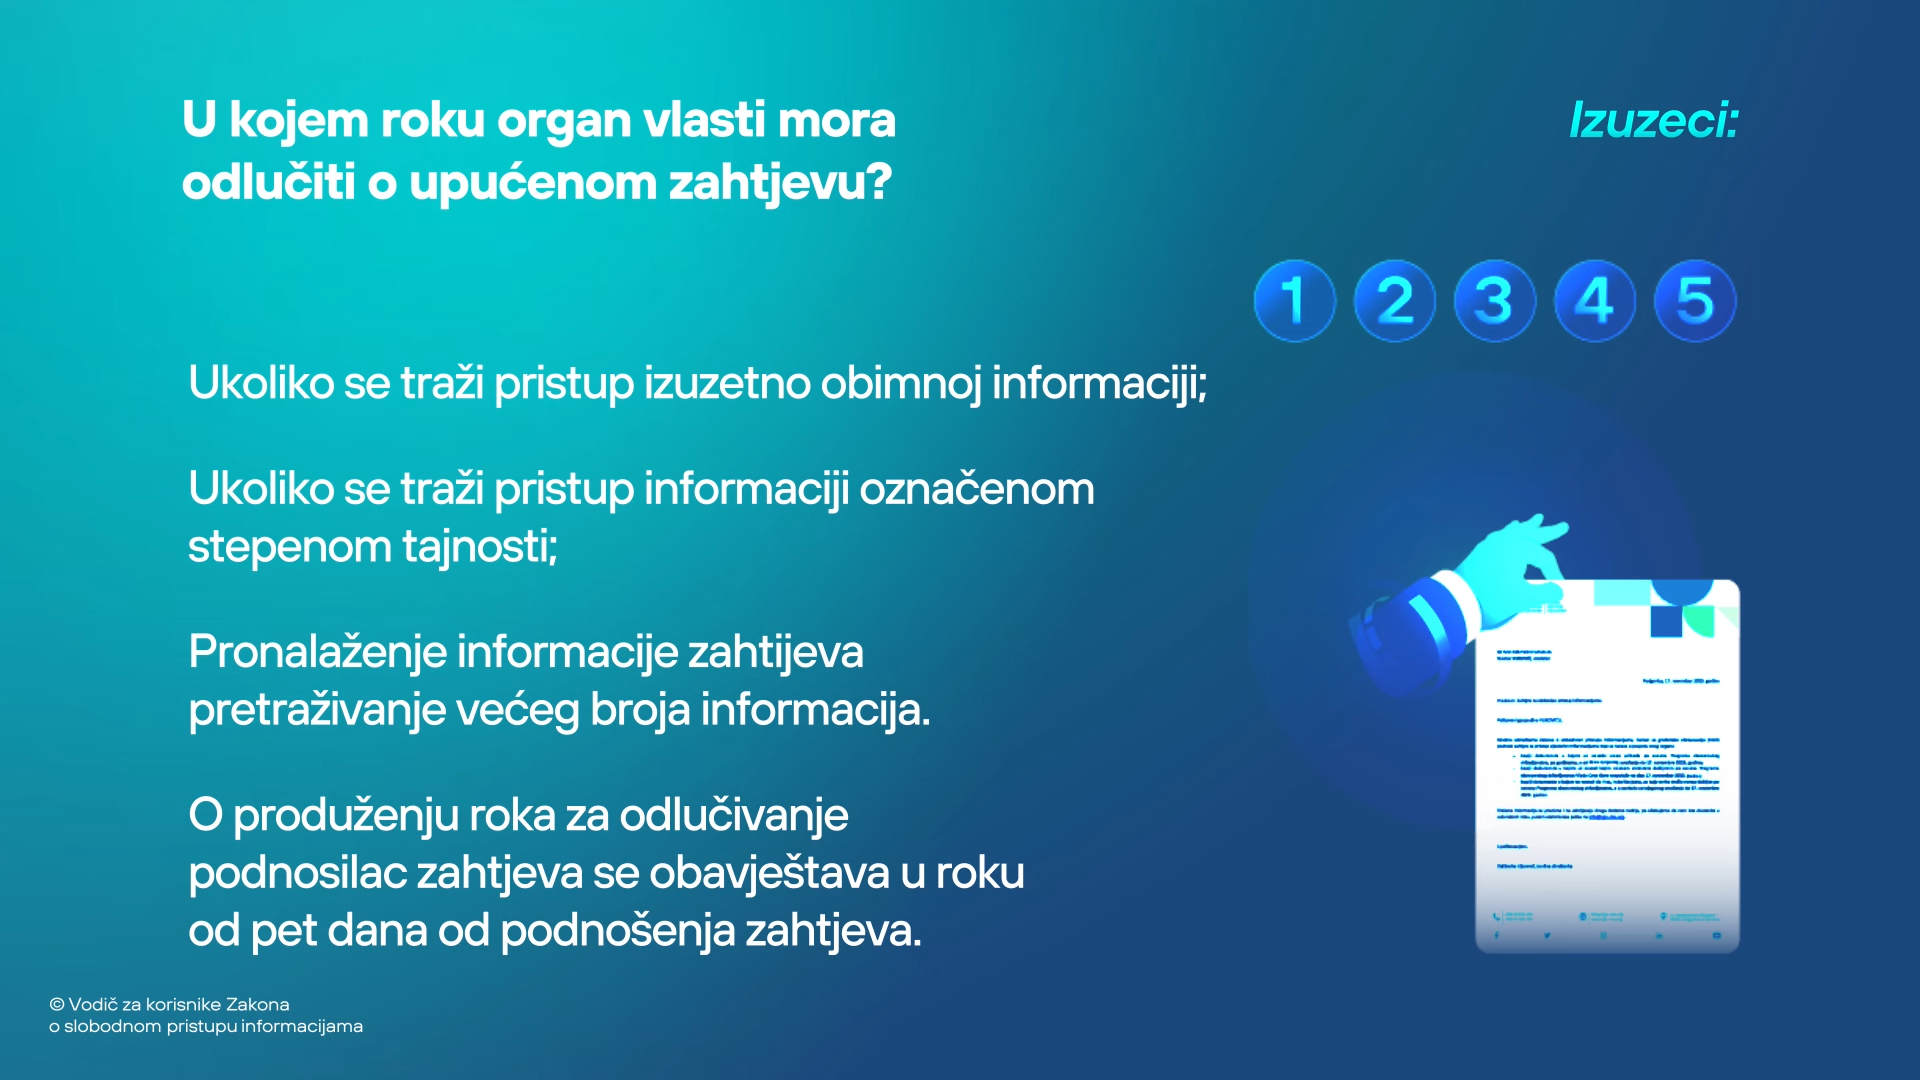 U kojem roku organ vlasti mora
odlučiti o upućenom zahtjevu?
Izuzeci:
1 2 3 4 5
Ukoliko se traži pristup izuzetno obimnoj informaciji;
Ukoliko se traži pristup informaciji označenom
stepenom tajnosti;
Pronalaženje informacije zahtijeva
pretraživanje većeg broja informacija.
O produženju roka za odlučivanje
podnosilac zahtjeva se obavještava u roku
od pet dana od podnošenja zahtjeva.
© Vodič za korisnike Zakona
o slobodnom pristupu informacijama